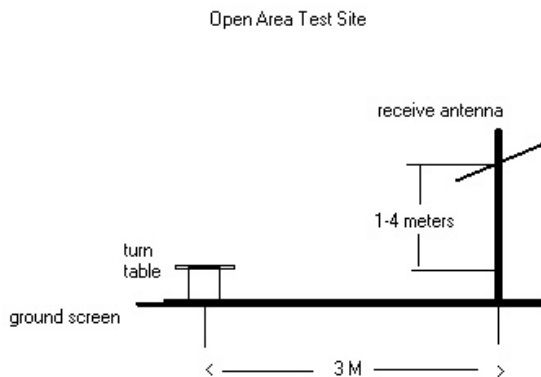 Open Area Test Site
receive antenna
1-4 meters
turn
table
ground screen
3 M